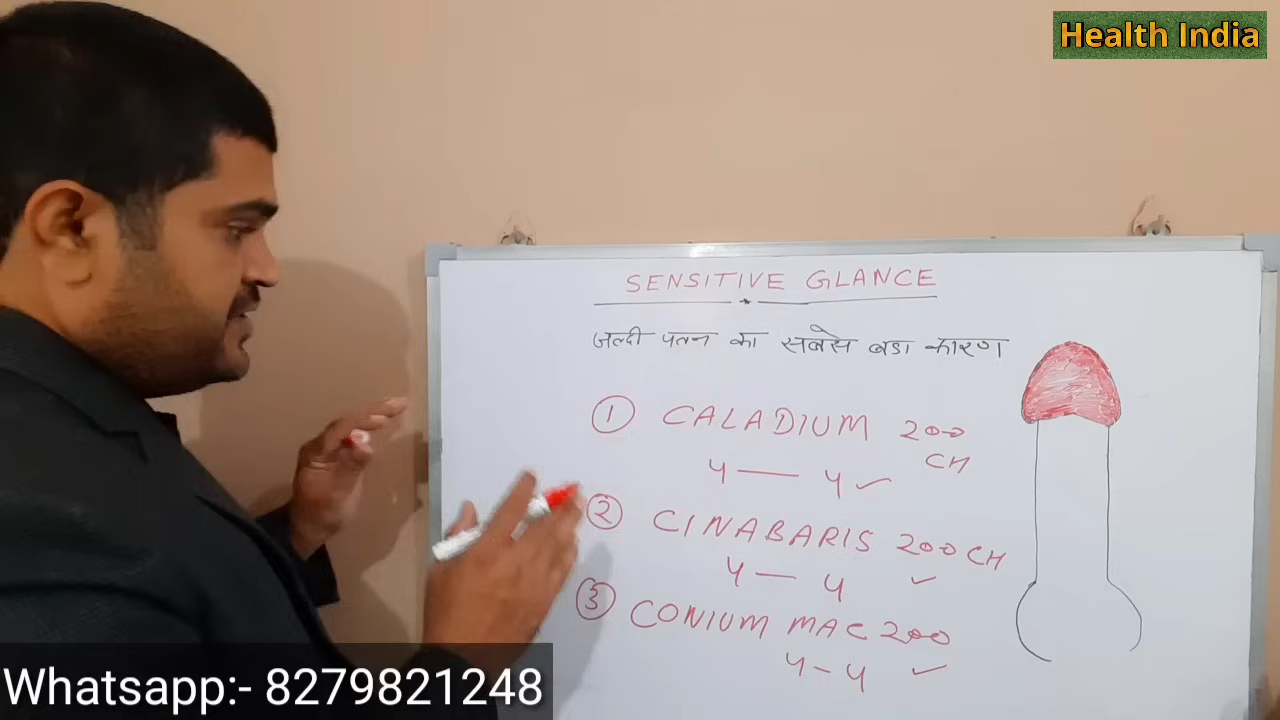 Health India
SENSITIVE GLANCE
जल्दी पतन का सबसे बडा कारण
① CALADIUM 200
CH
4 — 4 ✓
② CINABARIS 200 CH
4 — 4 ✓
③ CONIUM MAC 200
4 - 4 ✓
Whatsapp:- 8279821248